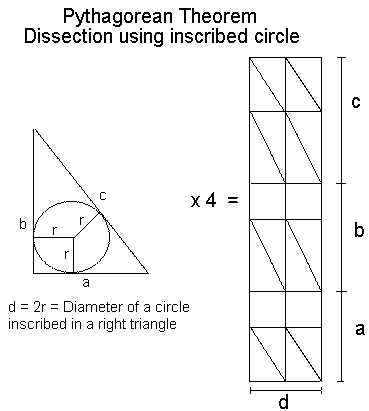 Pythagorean Theorem
Dissection using inscribed circle
b
c
r
r
r
a
d = 2r = Diameter of a circle
inscribed in a right triangle
x 4 =
c
b
a
d